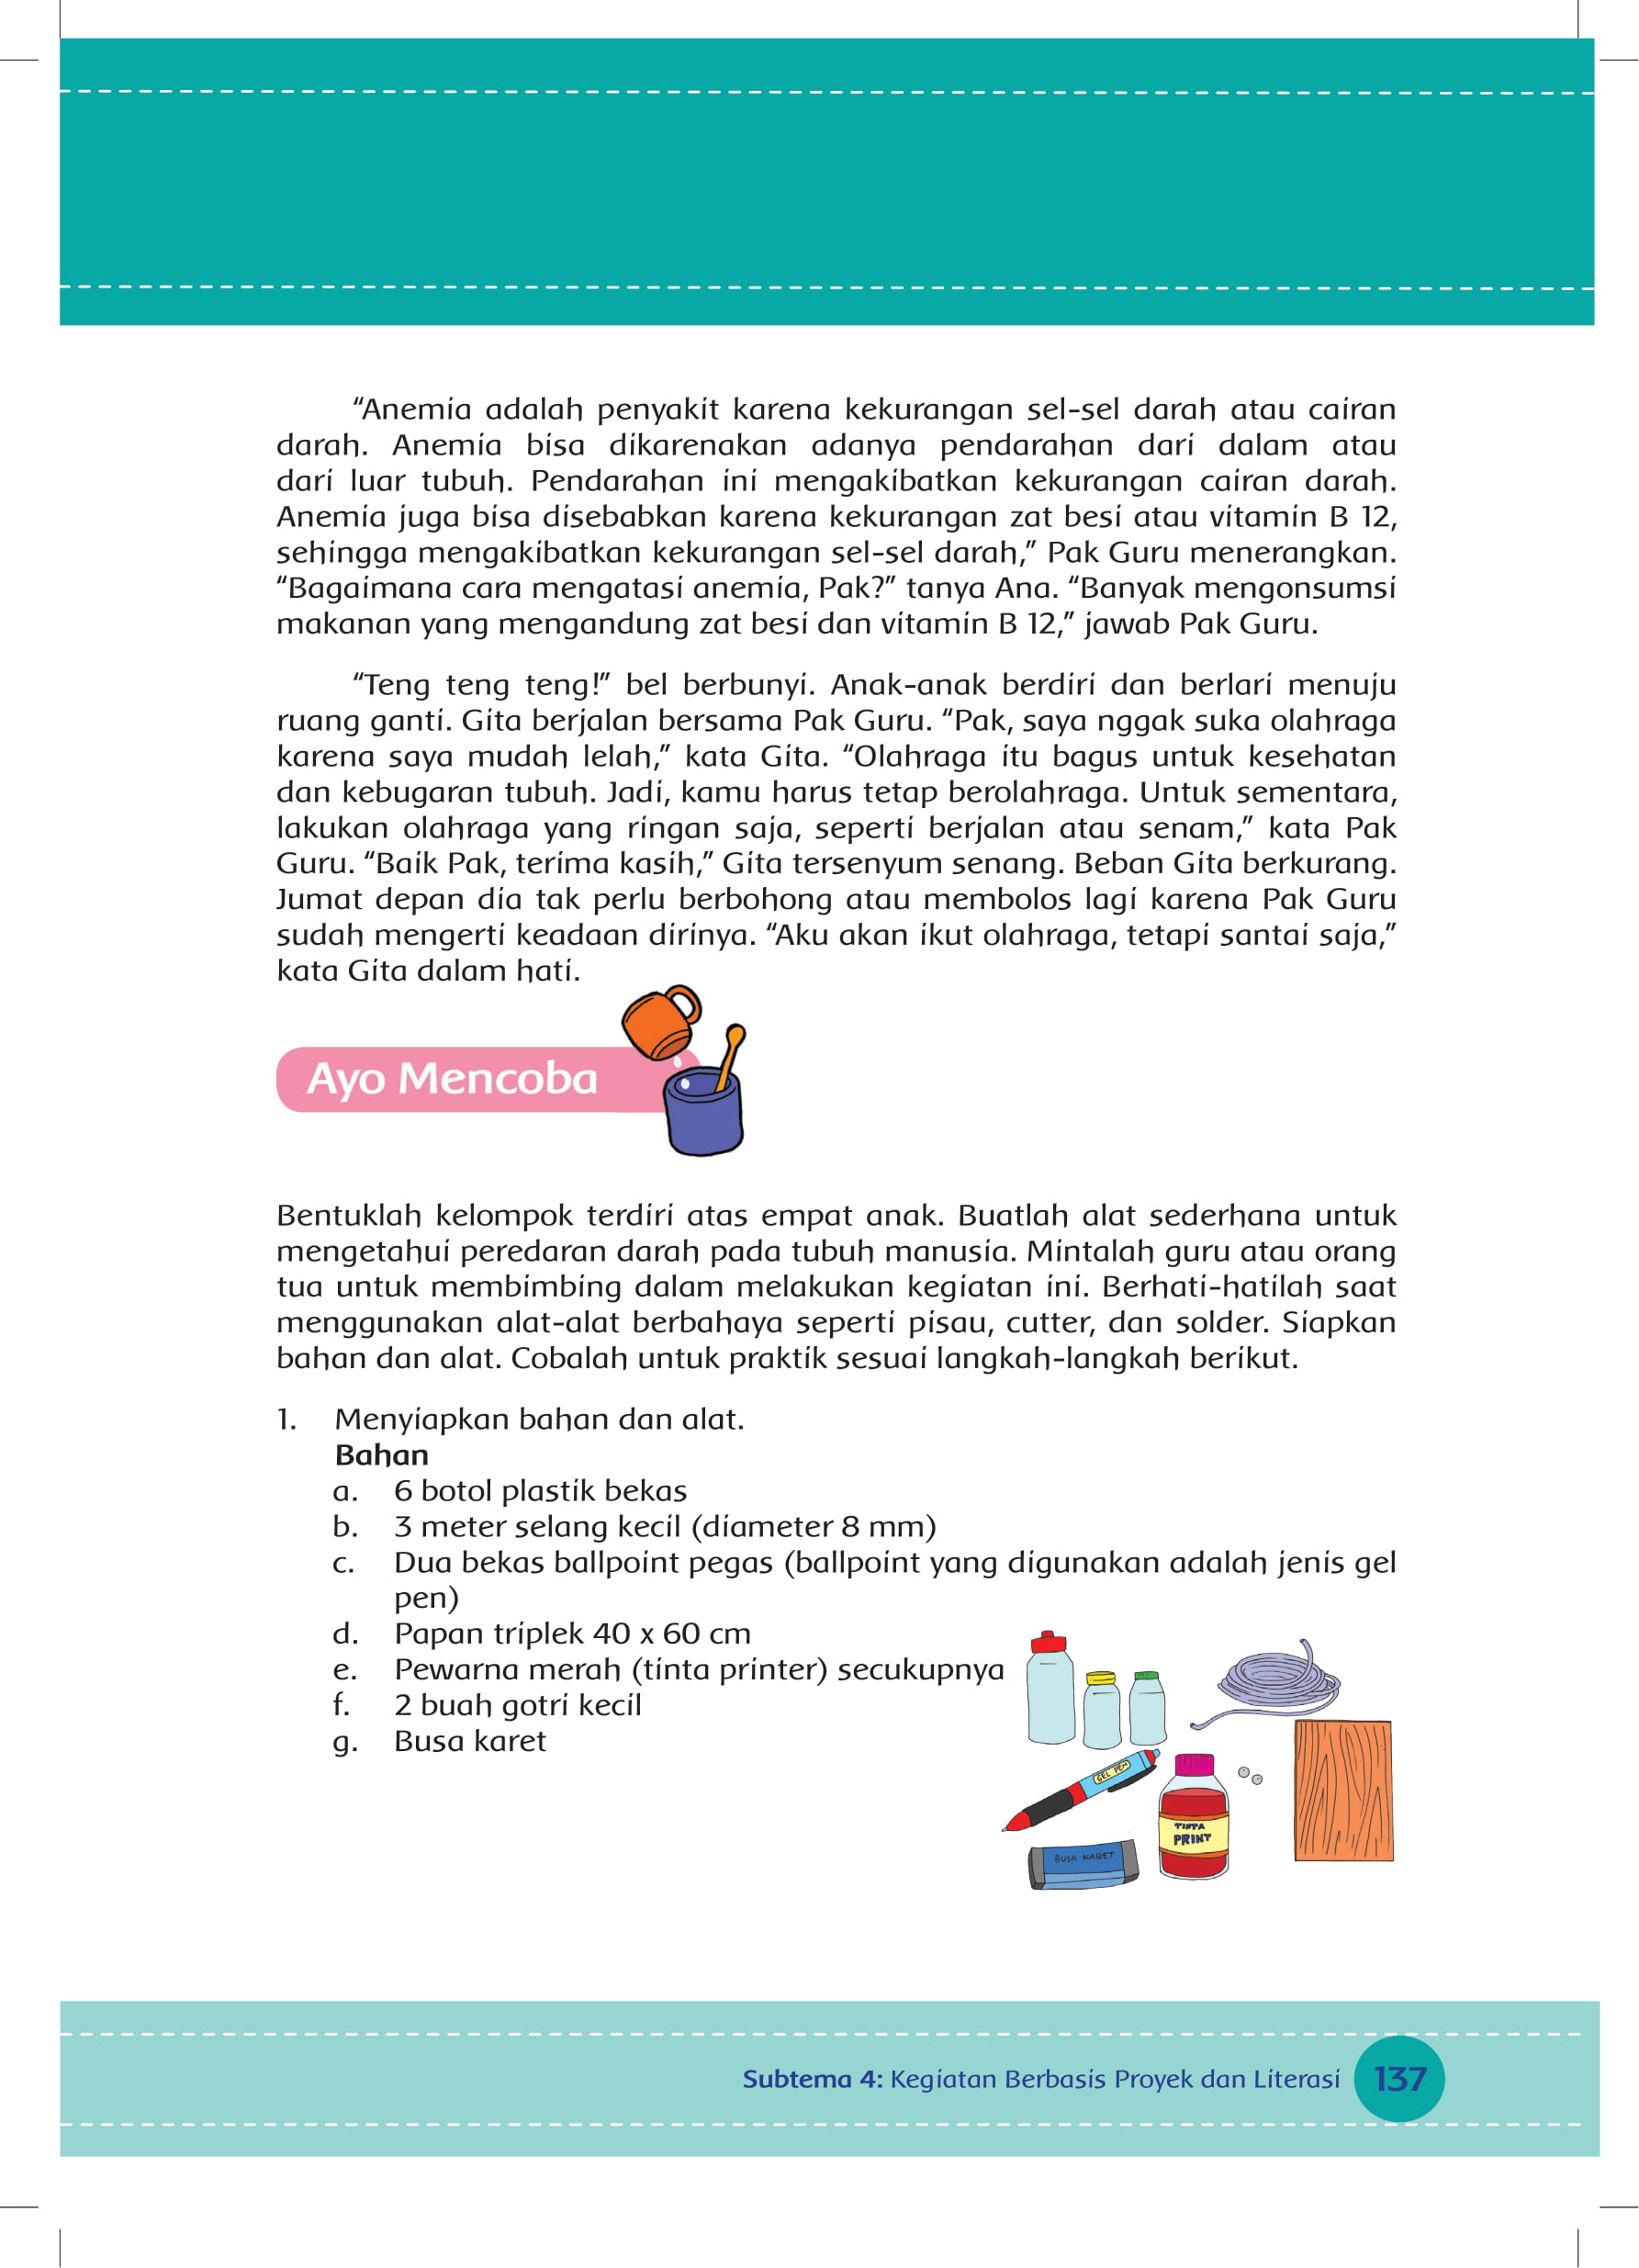 “Anemia adalah penyakit karena kekurangan sel-sel darah atau cairan
darah. Anemia bisa dikarenakan adanya pendarahan dari dalam atau
dari luar tubuh. Pendarahan ini mengakibatkan kekurangan cairan darah.
Anemia juga bisa disebabkan karena kekurangan zat besi atau vitamin B 12,
sehingga mengakibatkan kekurangan sel-sel darah,” Pak Guru menerangkan.
“Bagaimana cara mengatasi anemia, Pak?” tanya Ana. “Banyak mengonsumsi
makanan yang mengandung zat besi dan vitamin B 12,” jawab Pak Guru.
“Teng teng teng!” bel berbunyi. Anak-anak berdiri dan berlari menuju
ruang ganti. Gita berjalan bersama Pak Guru. “Pak, saya nggak suka olahraga
karena saya mudah lelah,” kata Gita. “Olahraga itu bagus untuk kesehatan
dan kebugaran tubuh. Jadi, kamu harus tetap berolahraga. Untuk sementara,
lakukan olahraga yang ringan saja, seperti berjalan atau senam,” kata Pak
Guru. “Baik Pak, terima kasih,” Gita tersenyum senang. Beban Gita berkurang.
Jumat depan dia tak perlu berbohong atau membolos lagi karena Pak Guru
sudah mengerti keadaan dirinya. “Aku akan ikut olahraga, tetapi santai saja,”
kata Gita dalam hati.
Ayo Mencoba
Bentuklah kelompok terdiri atas empat anak. Buatlah alat sederhana untuk
mengetahui peredaran darah pada tubuh manusia. Mintalah guru atau orang
tua untuk membimbing dalam melakukan kegiatan ini. Berhati-hatilah saat
menggunakan alat-alat berbahaya seperti pisau, cutter, dan solder. Siapkan
bahan dan alat. Cobalah untuk praktik sesuai langkah-langkah berikut.
1. Menyiapkan bahan dan alat.
Bahan
a. 6 botol plastik bekas
b. 3 meter selang kecil (diameter 8 mm)
c. Dua bekas ballpoint pegas (ballpoint yang digunakan adalah jenis gel
pen)
d. Papan triplek 40 x 60 cm
e. Pewarna merah (tinta printer) secukupnya
f. 2 buah gotri kecil
g. Busa karet
GEL PEN
TINTA
PRINT
BUSA KARET
Subtema 4: Kegiatan Berbasis Proyek dan Literasi 137